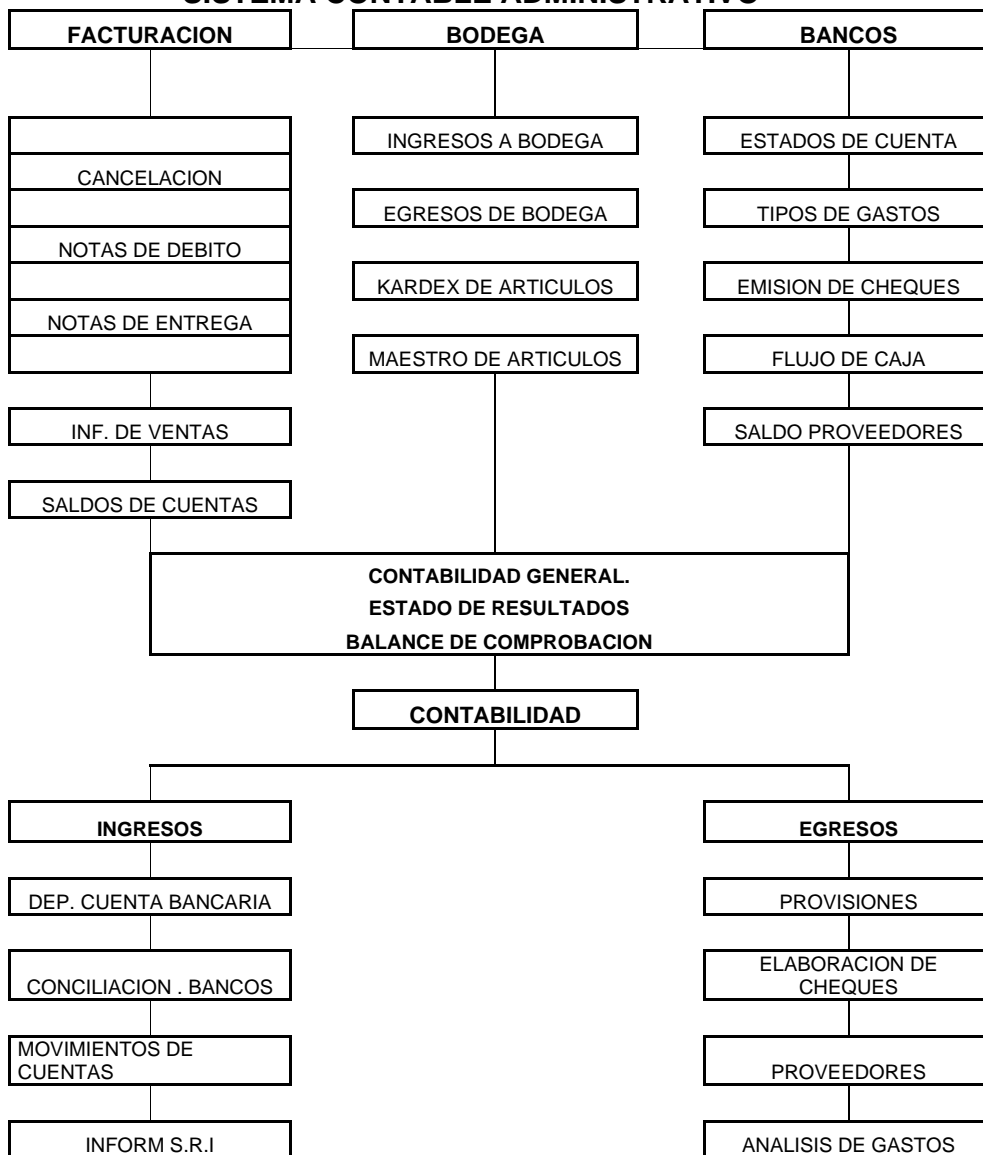 SISTEMA CONTABLE ADMINISTRATIVO
FACTURACION
BODEGA
BANCOS
INGRESOS A BODEGA
ESTADOS DE CUENTA
CANCELACION
EGRESOS DE BODEGA
TIPOS DE GASTOS
NOTAS DE DEBITO
KARDEX DE ARTICULOS
EMISION DE CHEQUES
NOTAS DE ENTREGA
MAESTRO DE ARTICULOS
FLUJO DE CAJA
INF. DE VENTAS
SALDO PROVEEDORES
SALDOS DE CUENTAS
CONTABILIDAD GENERAL.
ESTADO DE RESULTADOS
BALANCE DE COMPROBACION
CONTABILIDAD
INGRESOS
EGRESOS
DEP. CUENTA BANCARIA
PROVISIONES
CONCILIACION . BANCOS
ELABORACION DE
CHEQUES
MOVIMIENTOS DE
CUENTAS
PROVEEDORES
INFORM S.R.I
ANALISIS DE GASTOS